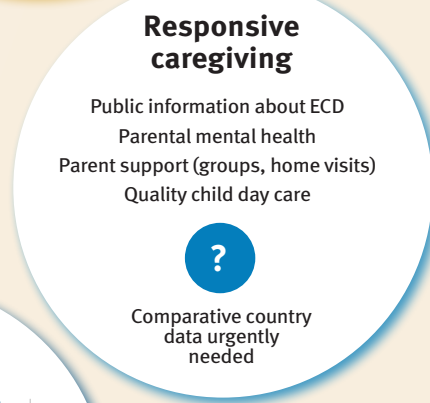 Responsive
caregiving
Public information about ECD
Parental mental health
Parent support (groups, home visits)
Quality child day care
?
Comparative country
data urgently
needed